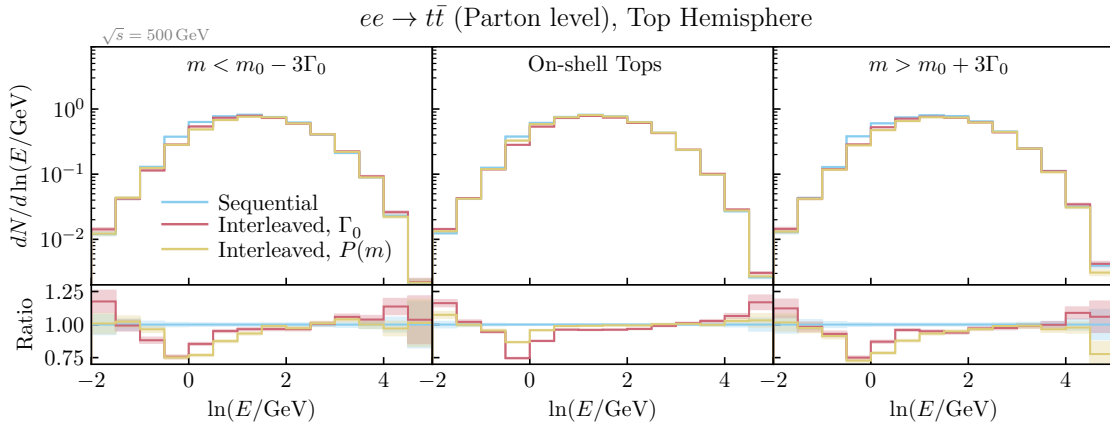 ee → tt̄ (Parton level), Top Hemisphere
√s = 500 GeV
m < m₀ − 3Γ₀
On-shell Tops
m > m₀ + 3Γ₀
dN/d ln(E/GeV)
10⁰
10⁻¹
10⁻²
Sequential
Interleaved, Γ₀
Interleaved, P(m)
Ratio
1.25
1.00
0.75
−2 0 2 4 −2 0 2 4 −2 0 2 4
ln(E/GeV) ln(E/GeV) ln(E/GeV)